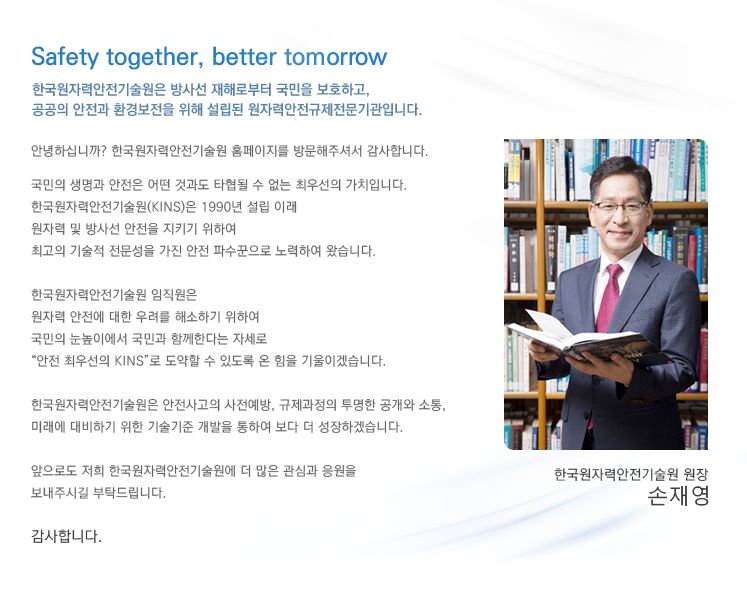 Safety together, better tomorrow
한국원자력안전기술원은 방사선 재해로부터 국민을 보호하고,
공공의 안전과 환경보전을 위해 설립된 원자력안전규제전문기관입니다.
안녕하십니까? 한국원자력안전기술원 홈페이지를 방문해주셔서 감사합니다.
국민의 생명과 안전은 어떤 것과도 타협될 수 없는 최우선의 가치입니다.
한국원자력안전기술원(KINS)은 1990년 설립 이래
원자력 및 방사선 안전을 지키기 위하여
최고의 기술적 전문성을 가진 안전 파수꾼으로 노력하여 왔습니다.
한국원자력안전기술원 임직원은
원자력 안전에 대한 우려를 해소하기 위하여
국민의 눈높이에서 국민과 함께한다는 자세로
“안전 최우선의 KINS”로 도약할 수 있도록 온 힘을 기울이겠습니다.
한국원자력안전기술원은 안전사고의 사전예방, 규제과정의 투명한 공개와 소통,
미래에 대비하기 위한 기술기준 개발을 통하여 보다 더 성장하겠습니다.
앞으로도 저희 한국원자력안전기술원에 더 많은 관심과 응원을
보내주시길 부탁드립니다.
감사합니다.
한국원자력안전기술원 원장
손재영